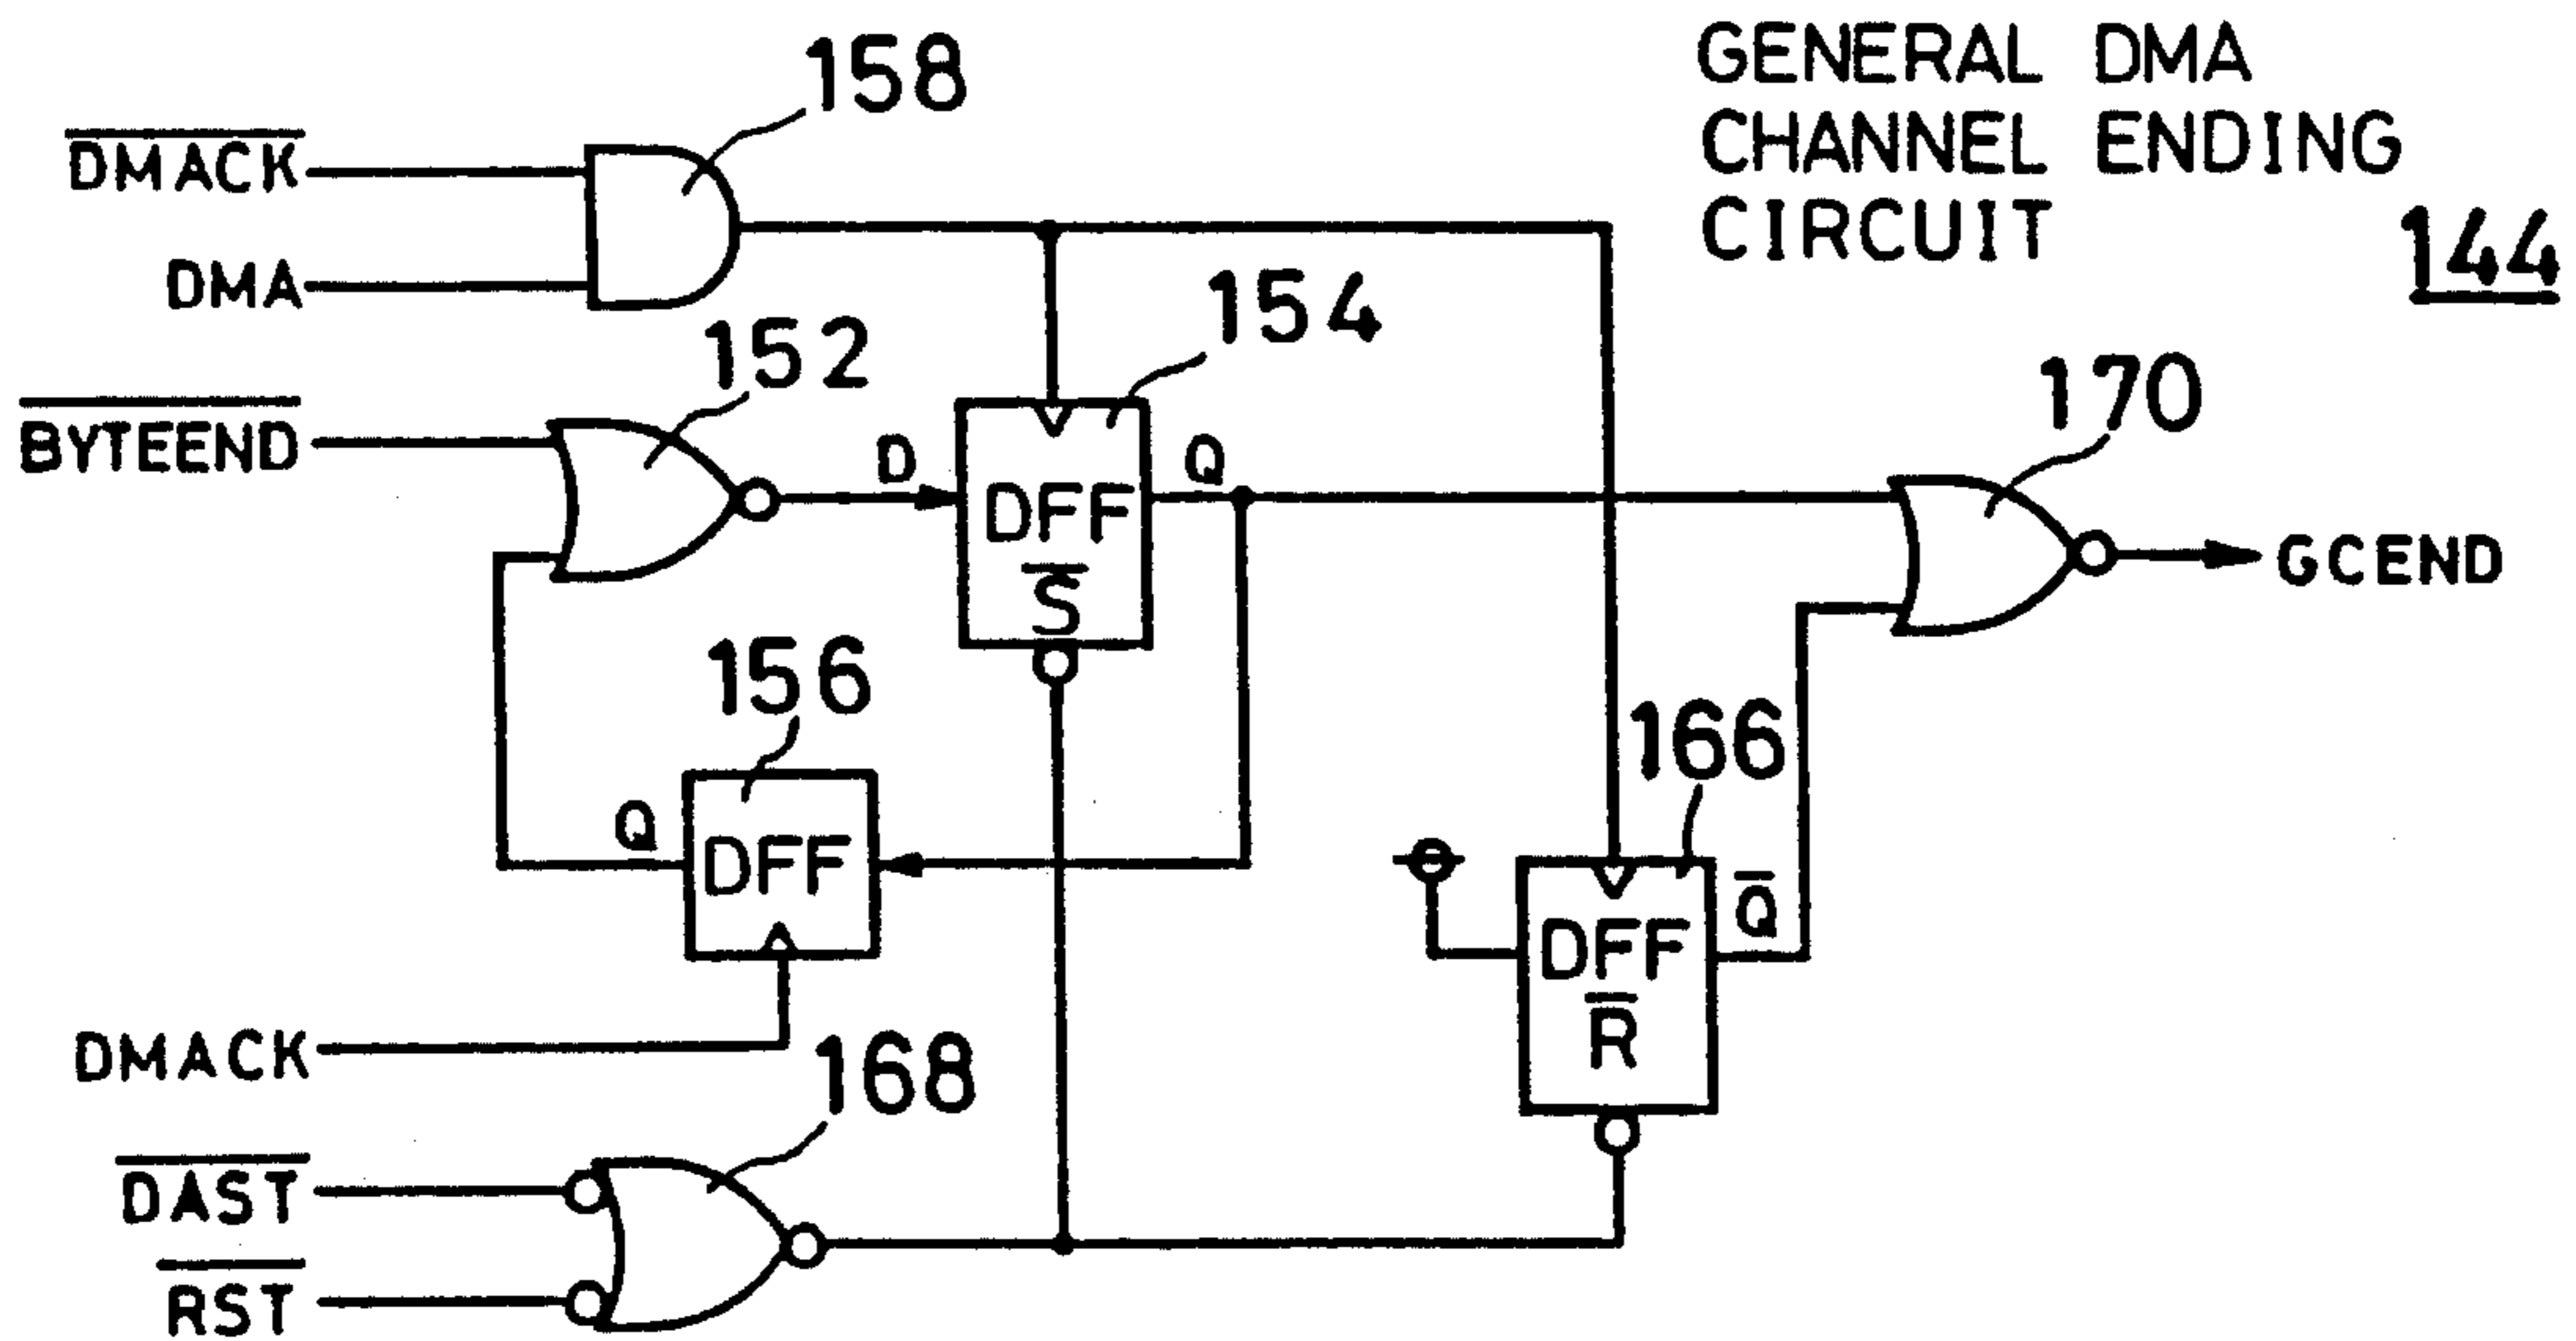 158
GENERAL DMA
CHANNEL ENDING
CIRCUIT
144
DMACK
DMA
154
152
170
BYTEEND
D
Q
DFF
S
GCEND
156
166
Q
DFF
Q
DFF
R
DMACK
168
DAST
RST